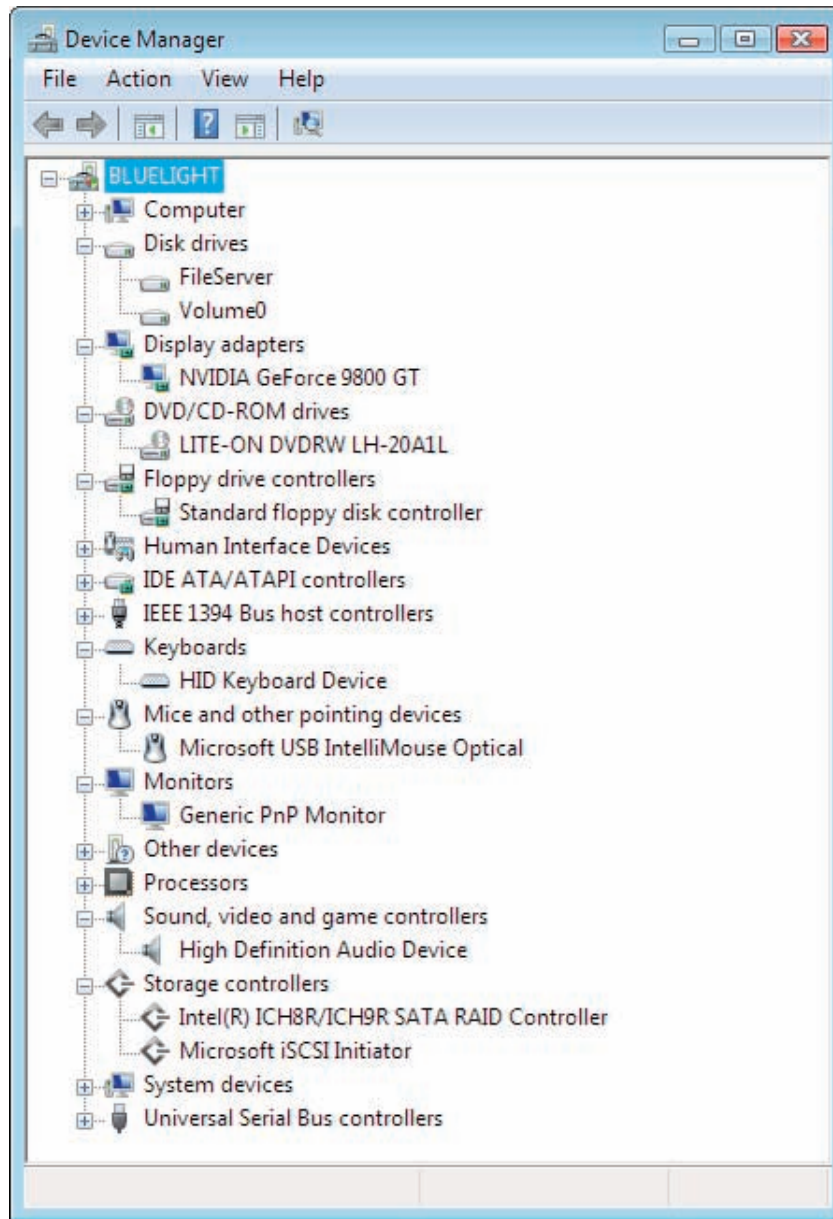 Device Manager
File Action View Help
BLUELIGHT
Computer
Disk drives
FileServer
Volume0
Display adapters
NVIDIA GeForce 9800 GT
DVD/CD-ROM drives
LITE-ON DVDRW LH-20A1L
Floppy drive controllers
Standard floppy disk controller
Human Interface Devices
IDE ATA/ATAPI controllers
IEEE 1394 Bus host controllers
Keyboards
HID Keyboard Device
Mice and other pointing devices
Microsoft USB IntelliMouse Optical
Monitors
Generic PnP Monitor
Other devices
Processors
Sound, video and game controllers
High Definition Audio Device
Storage controllers
Intel(R) ICH8R/ICH9R SATA RAID Controller
Microsoft iSCSI Initiator
System devices
Universal Serial Bus controllers